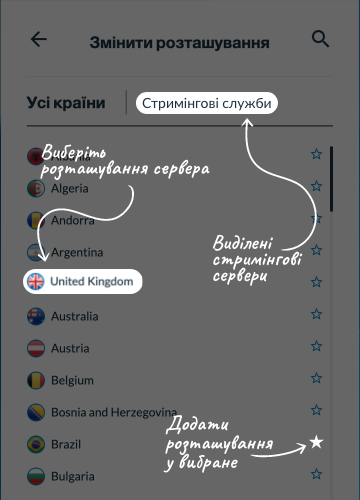 Змінити розташування
Усі країни
Стримінгові служби
Виберіть
розташування сервера
Algeria
Andorra
Виділені
стримінгові
сервери
Argentina
United Kingdom
Australia
Austria
Belgium
Bosnia and Herzegovina
Додати
розташування
у вибране
Brazil
Bulgaria